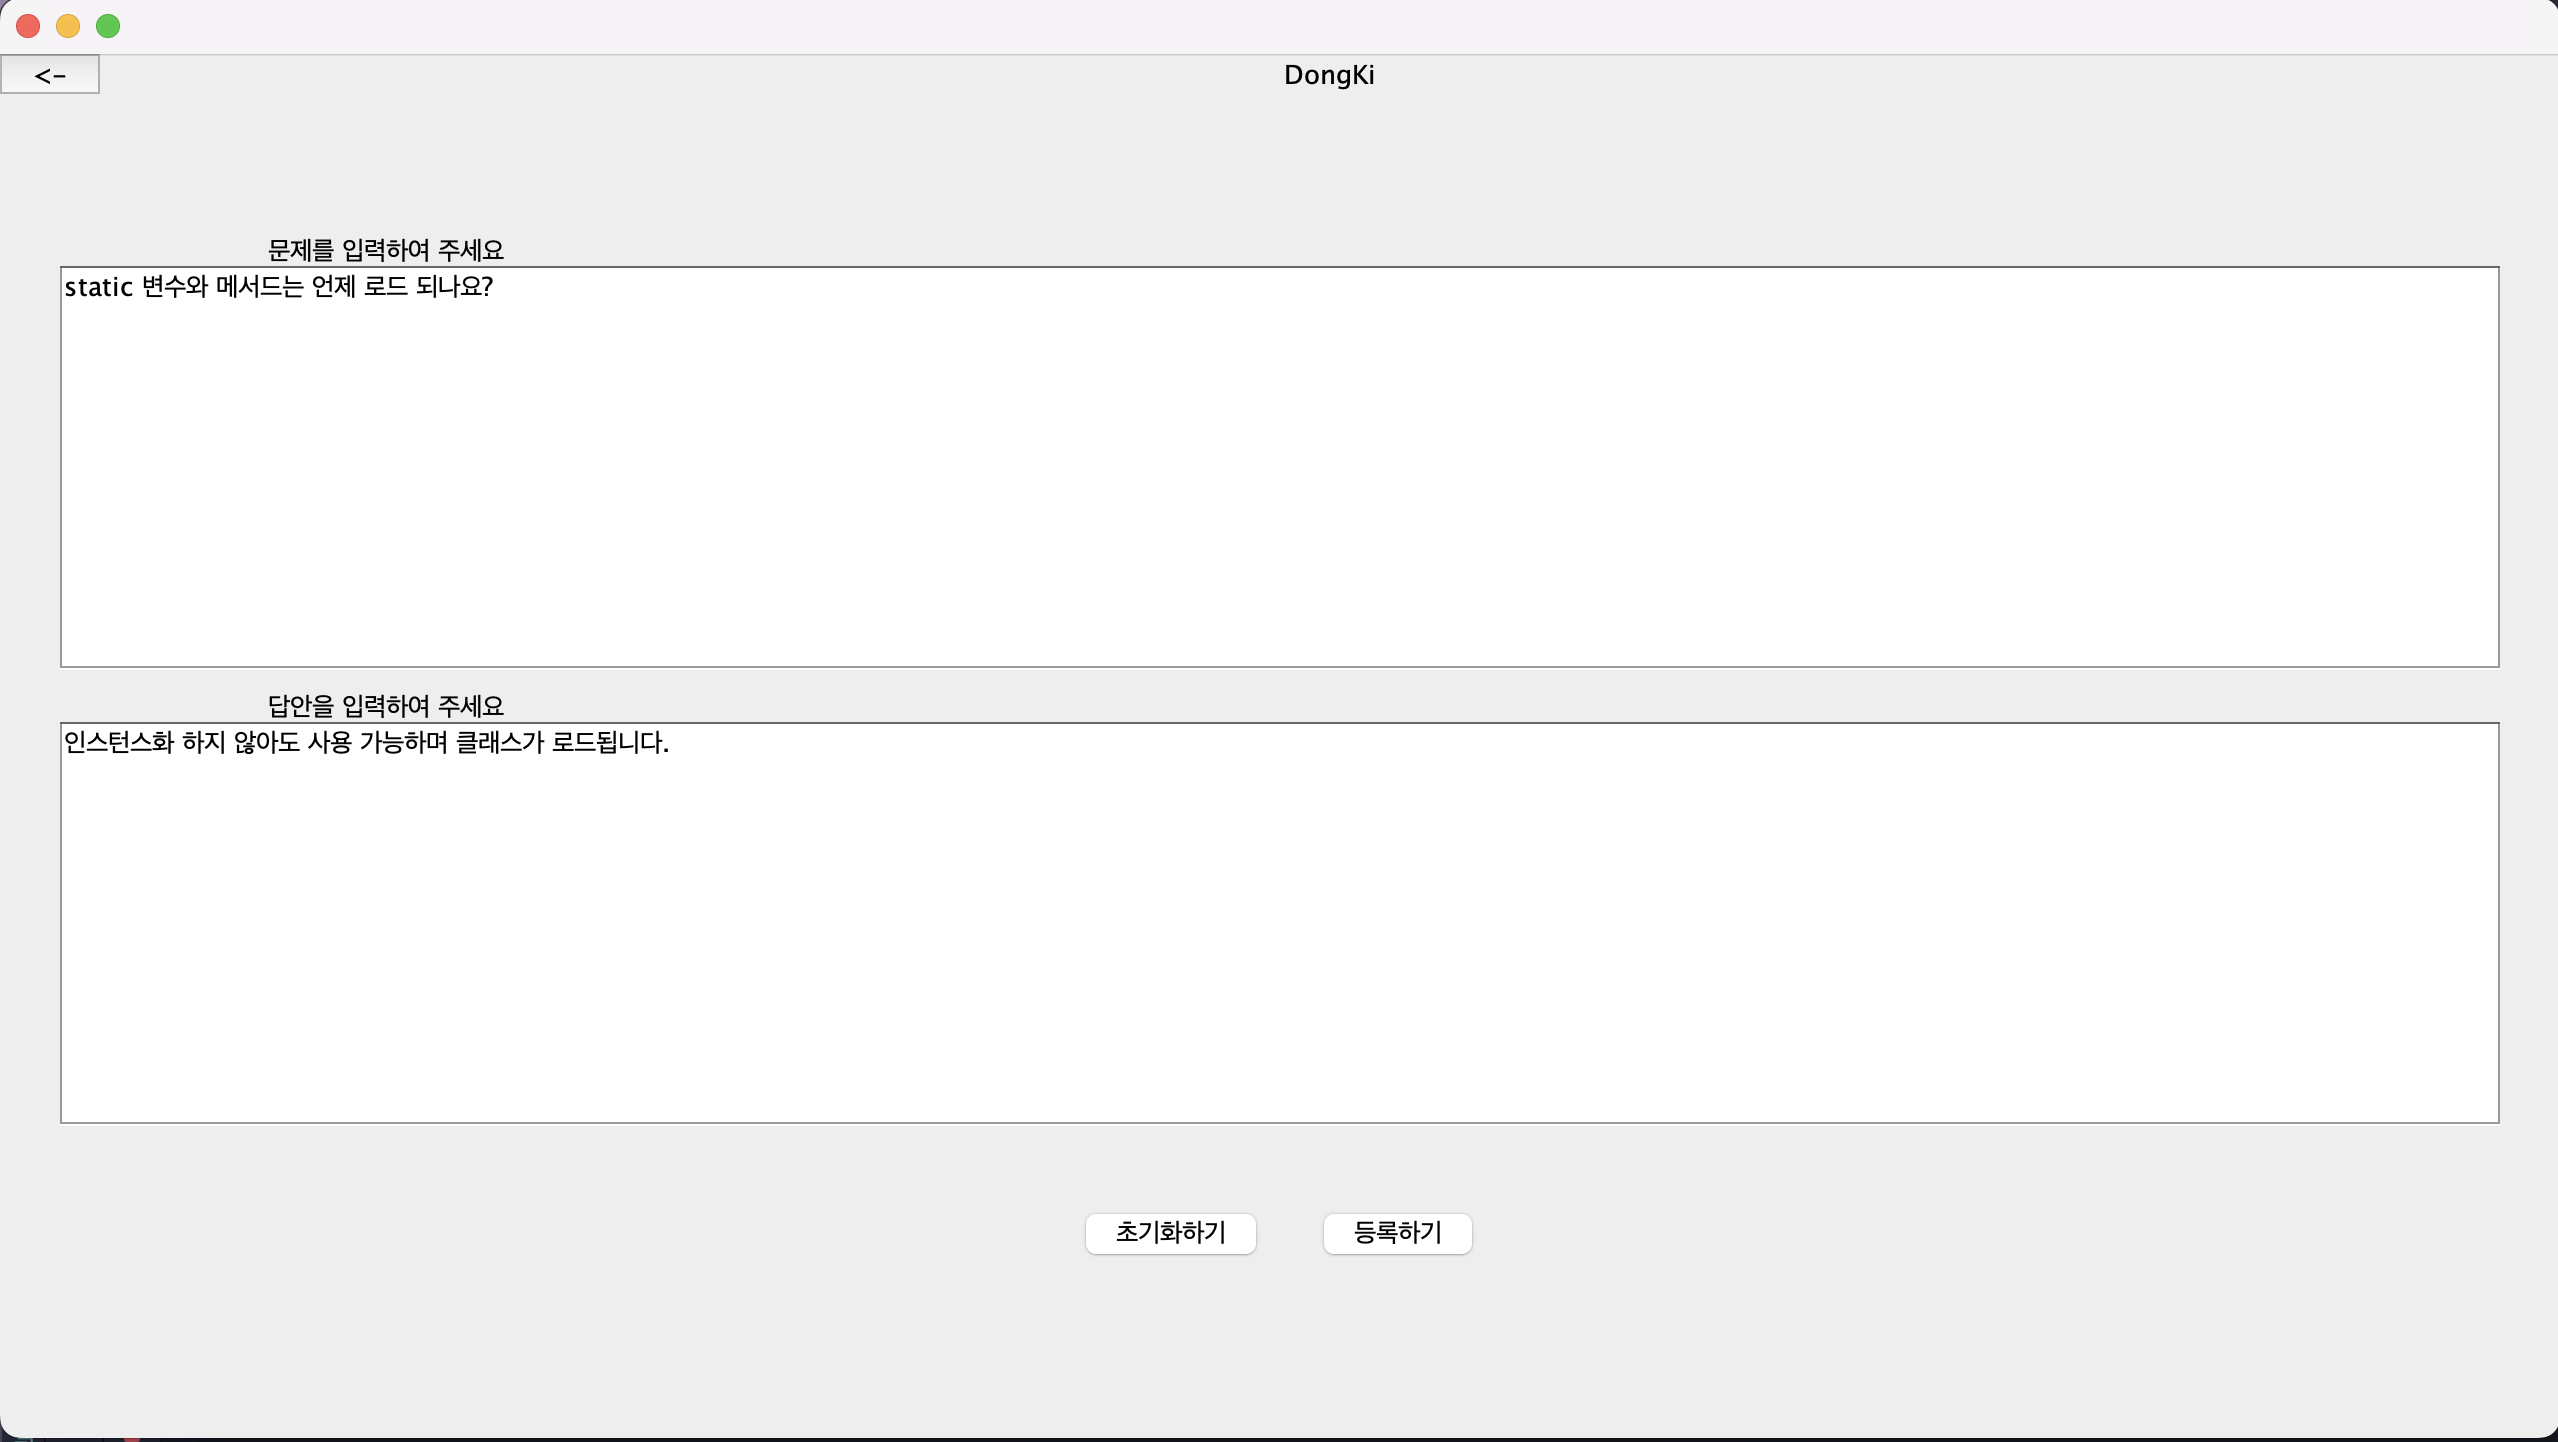 <-
DongKi
문제를 입력하여 주세요
static 변수와 메서드는 언제 로드 되나요?
답안을 입력하여 주세요
인스턴스화 하지 않아도 사용 가능하며 클래스가 로드됩니다.
초기화하기
등록하기